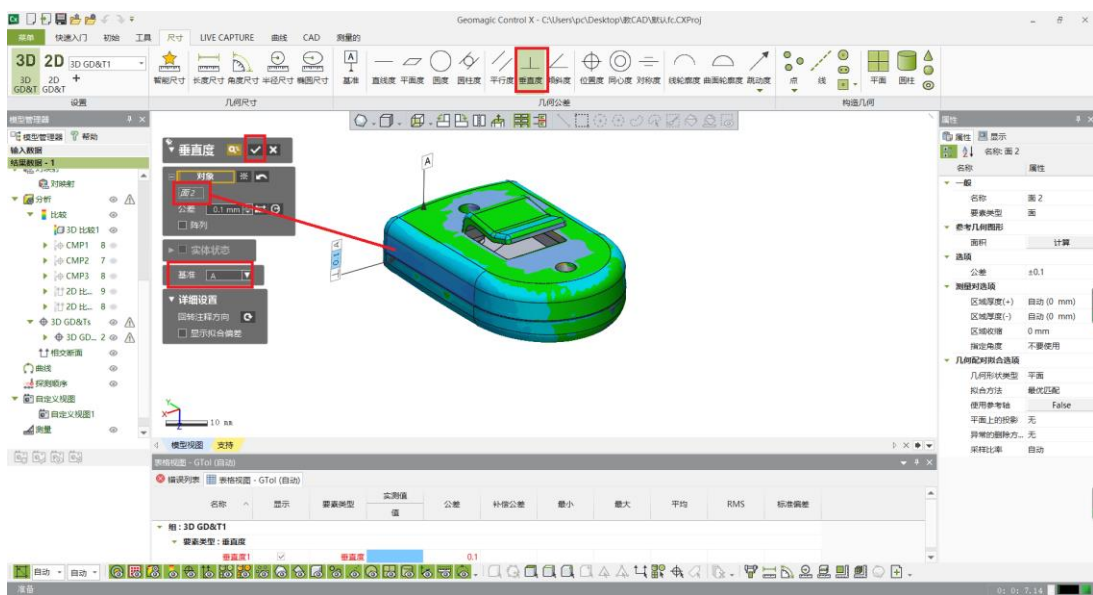 Geomagic Control X - C:\Users\pc\Desktop\数CAD\默认fc.CXProj
菜单 快速入门 初始 工具 尺寸 LIVE CAPTURE 曲线 CAD 测量的
3D 2D 3D GD&T1
3D GD&T 2D GD&T
智能尺寸 长度尺寸 角度尺寸 半径尺寸 椭圆尺寸 基准 直线度 平面度 圆度 圆柱度 平行度 垂直度 倾斜度 位置度 同心度 对称度 线轮廓度 曲面轮廓度 跳动度 点 线 平面 圆柱
设置 几何尺寸 几何公差 构造几何
模型管理器
模型管理器 帮助
输入数据
结果数据 - 1
对映射
分析
比较
3D 比较1
CMP1 8
CMP2 7
CMP3 8
2D 比... 9
2D 比... 8
3D GD&Ts
3D GD... 2
相交断面
曲线
探测顺序
自定义视图
自定义视图1
测量
垂直度
对象
面2
公差 0.1 mm
阵列
实体状态
基准 A
详细设置
回转注释方向
显示拟合偏差
A
A
0.1
X
Y
Z
10 mm
模型视图 支持
表格视图 - GTol (自动)
错误列表 表格视图 - GTol (自动)
名称 显示 要素类型 实测值 公差 补偿公差 最小 最大 平均 RMS 标准偏差
值
组 : 3D GD&T1
要素类型 : 垂直度
垂直度1 垂直度 0.1
属性
属性 显示
名称: 面 2
名称 属性
一般
名称 面 2
要素类型 面
参考几何图形
面积 计算
选项
公差 ±0.1
测量对选项
区域厚度(+) 自动 (0 mm)
区域厚度(-) 自动 (0 mm)
区域收缩 0 mm
指定角度 不要使用
几何配对拟合选项
几何形状类型 平面
拟合方法 最优匹配
使用参考轴 False
平面上的投影 无
异常的删除方... 无
采样比率 自动
自动 自动
准备
0: 0: 7.14